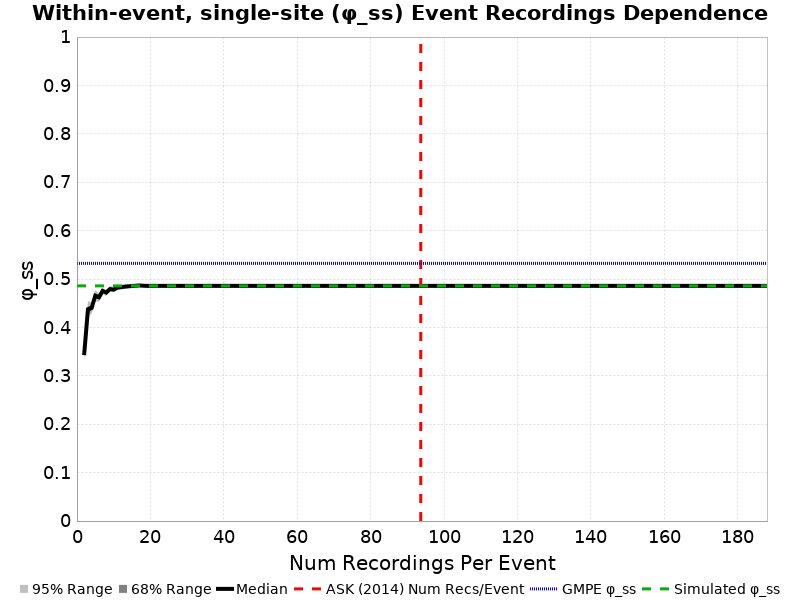 Within-event, single-site (φ_ss) Event Recordings Dependence
1
0.9
0.8
0.7
0.6
0.5
0.4
0.3
0.2
0.1
0
φ_ss
0 20 40 60 80 100 120 140 160 180
Num Recordings Per Event
95% Range 68% Range Median ASK (2014) Num Recs/Event GMPE φ_ss Simulated φ_ss